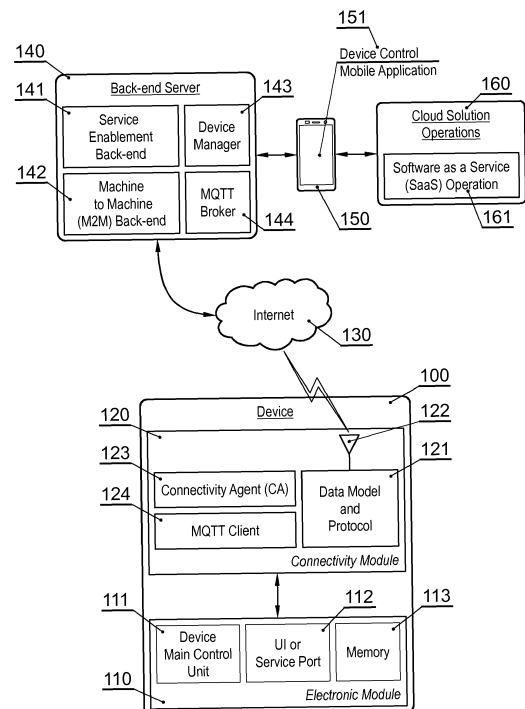 151
Device Control
Mobile Application
140
Back-end Server
141
Service
Enablement
Back-end
143
Device
Manager
142
Machine
to Machine
(M2M) Back-end
MQTT
Broker
144
150
160
Cloud Solution
Operations
Software as a Service
(SaaS) Operation
161
Internet
130
100
Device
120
122
123
Connectivity Agent (CA)
121
Data Model
and
Protocol
124
MQTT Client
Connectivity Module
111
112
113
Device
Main Control
Unit
UI or
Service Port
Memory
110
Electronic Module